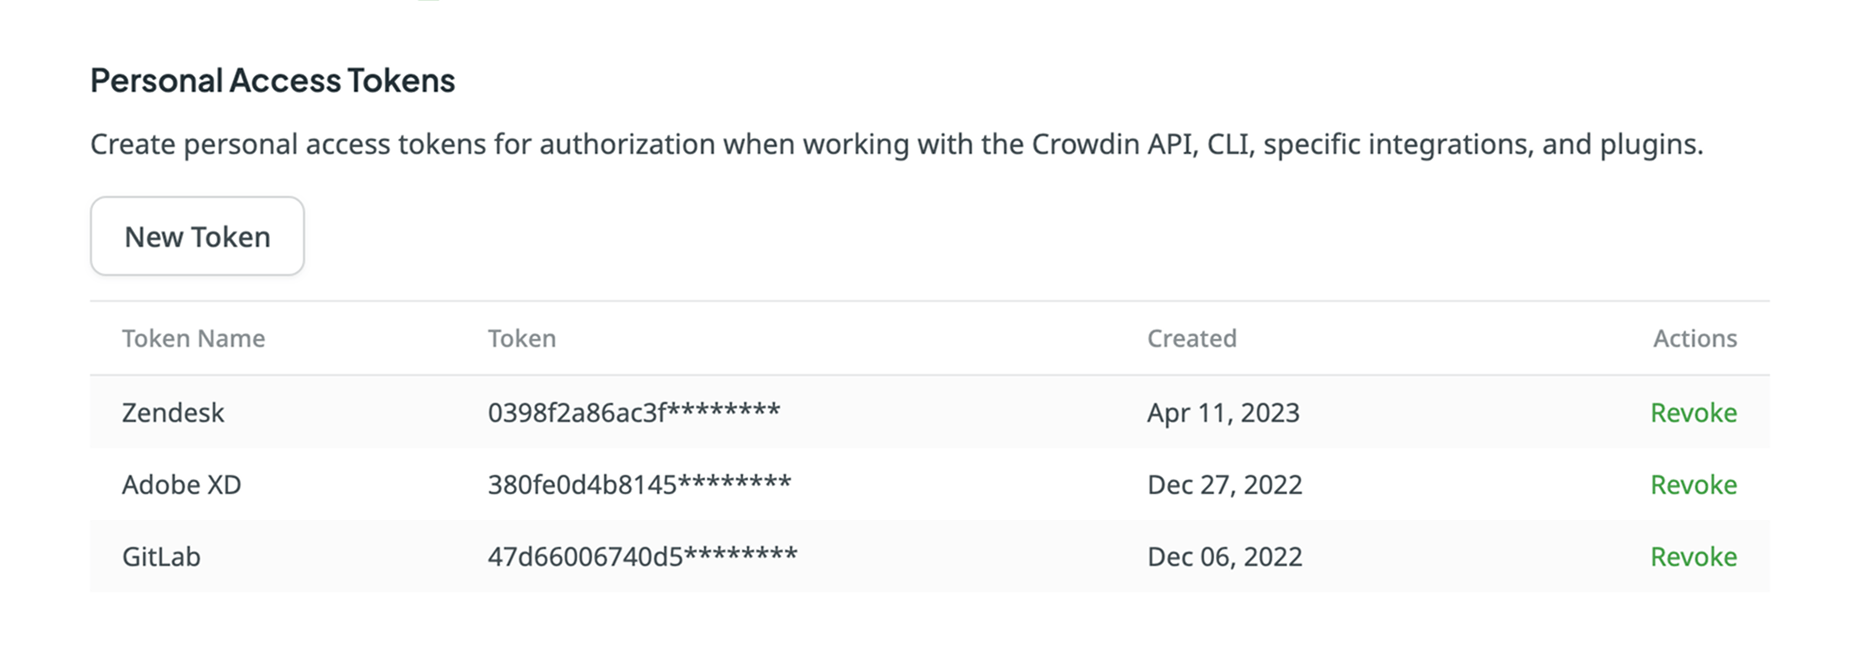 Personal Access Tokens
Create personal access tokens for authorization when working with the Crowdin API, CLI, specific integrations, and plugins.
New Token
Token Name Token Created Actions
Zendesk 0398f2a86ac3f******** Apr 11, 2023 Revoke
Adobe XD 380fe0d4b8145******** Dec 27, 2022 Revoke
GitLab 47d66006740d5******** Dec 06, 2022 Revoke